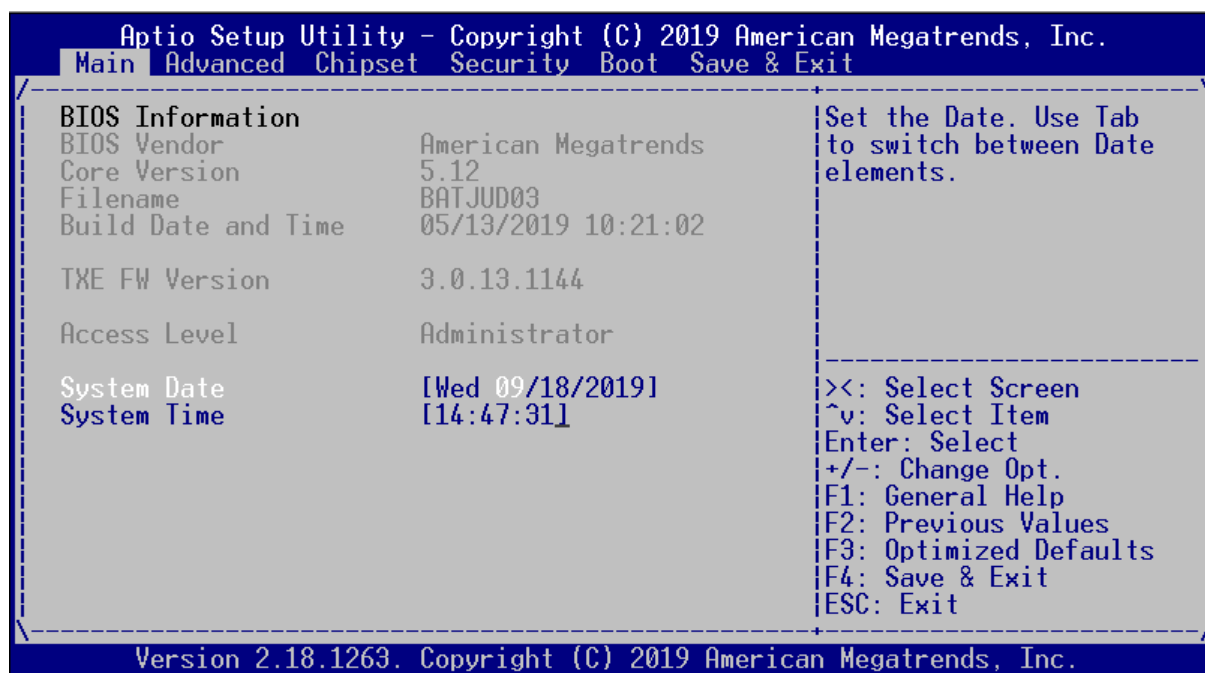 Aptio Setup Utility - Copyright (C) 2019 American Megatrends, Inc.
Main Advanced Chipset Security Boot Save & Exit
BIOS Information
BIOS Vendor American Megatrends
Core Version 5.12
Filename BATJUD03
Build Date and Time 05/13/2019 10:21:02
TXE FW Version 3.0.13.1144
Access Level Administrator
System Date [Wed 09/18/2019]
System Time [14:47:31]
Set the Date. Use Tab
to switch between Date
elements.
><: Select Screen
^v: Select Item
Enter: Select
+/-: Change Opt.
F1: General Help
F2: Previous Values
F3: Optimized Defaults
F4: Save & Exit
ESC: Exit
Version 2.18.1263. Copyright (C) 2019 American Megatrends, Inc.